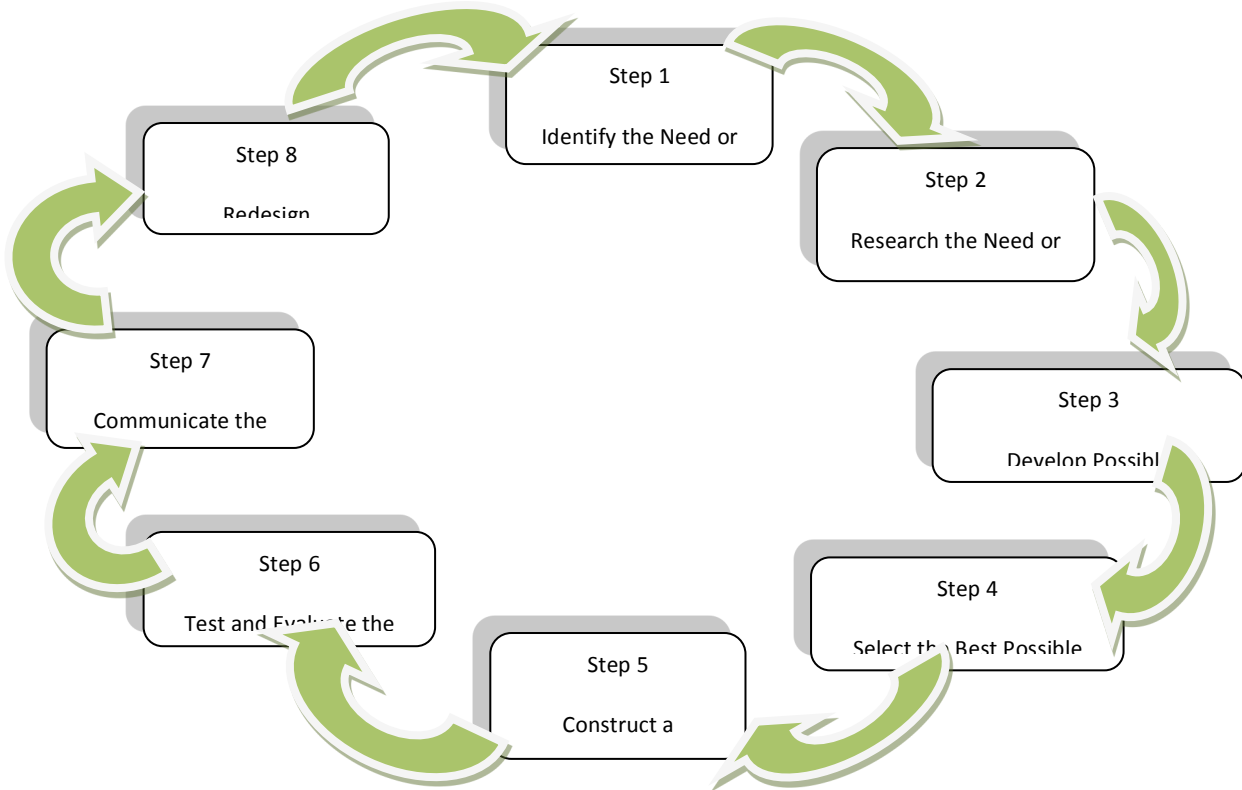 Step 1
Identify the Need or
Step 2
Research the Need or
Step 3
Develop Possibl
Step 4
Select the Best Possible
Step 5
Construct a
Step 6
Test and Evaluate the
Step 7
Communicate the
Step 8
Redesign